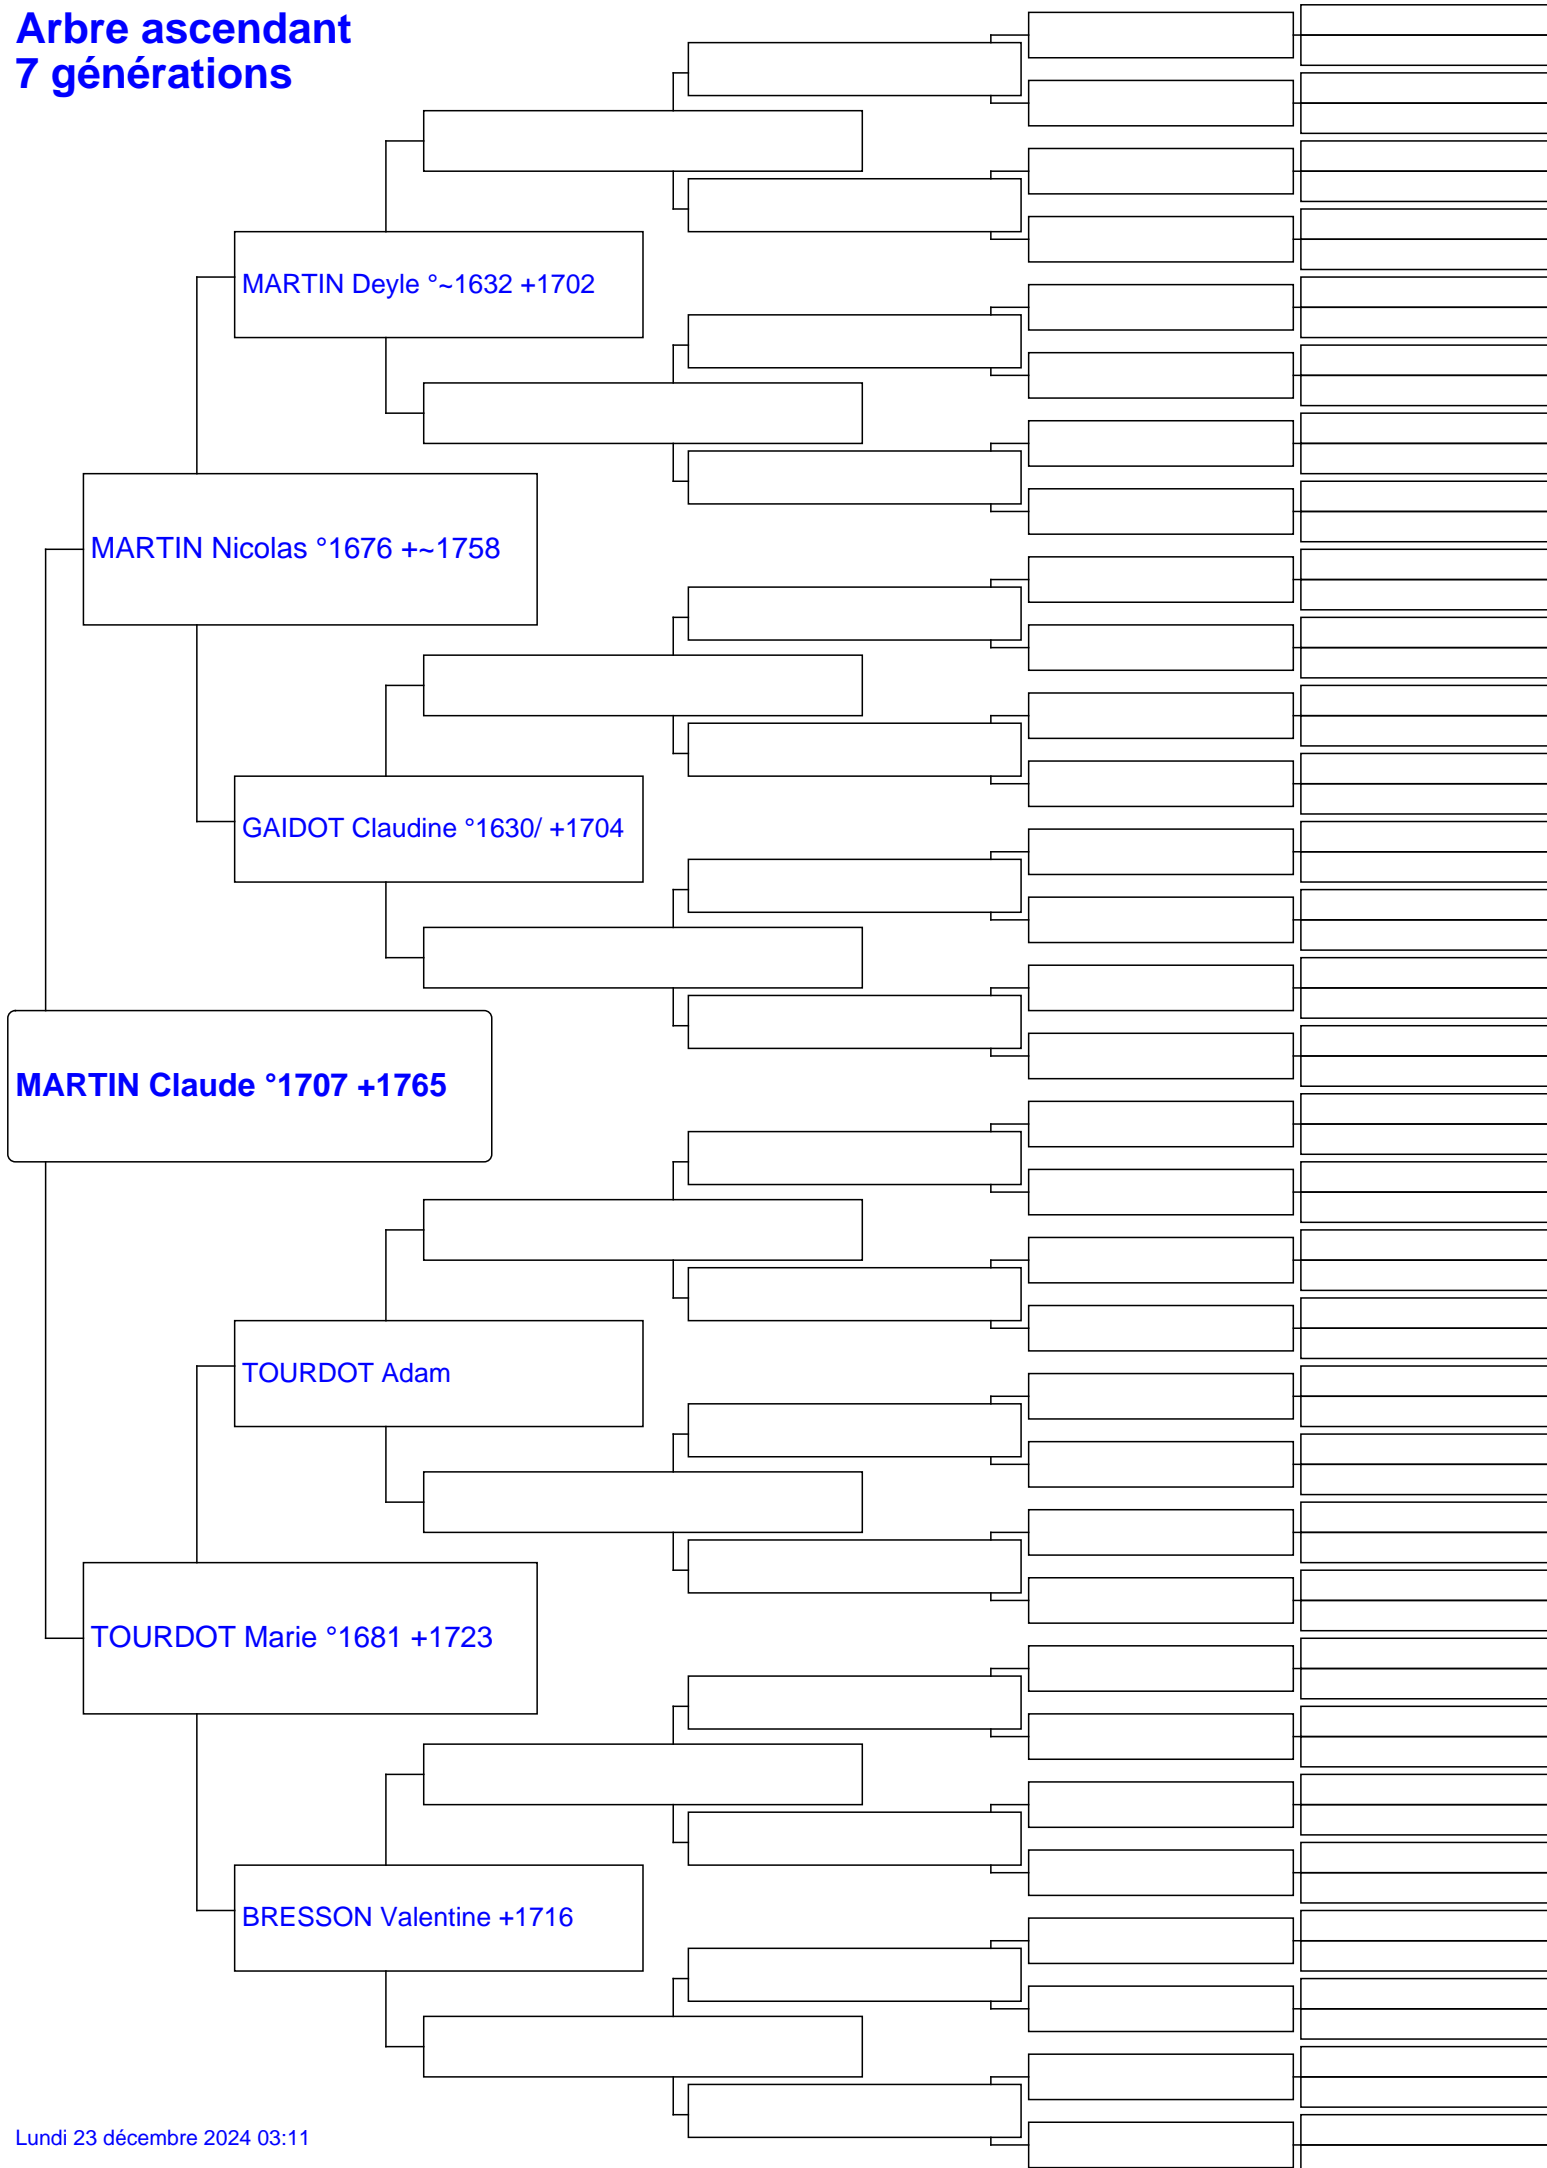 Arbre ascendant
7 générations
MARTIN Deyle °~1632 +1702
MARTIN Nicolas °1676 +~1758
GAIDOT Claudine °1630/ +1704
MARTIN Claude °1707 +1765
TOURDOT Adam
TOURDOT Marie °1681 +1723
BRESSON Valentine +1716
Lundi 23 décembre 2024 03:11